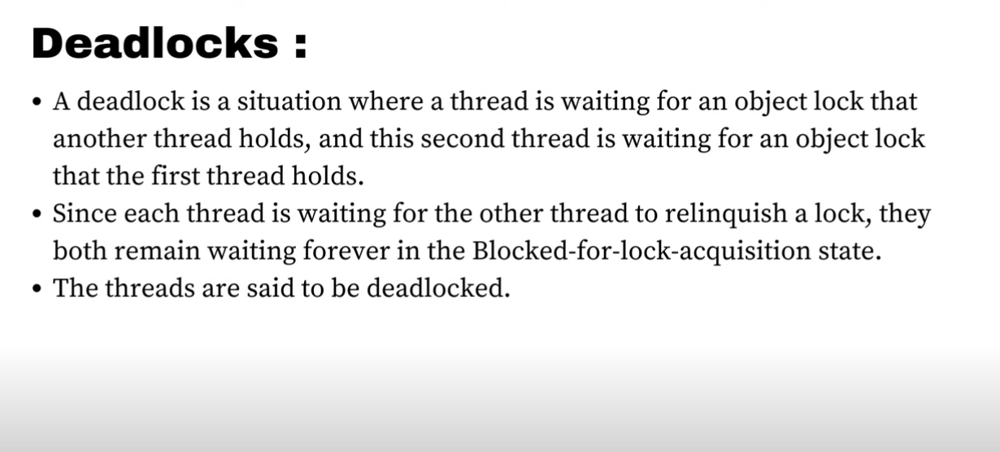 Deadlocks :
• A deadlock is a situation where a thread is waiting for an object lock that
another thread holds, and this second thread is waiting for an object lock
that the first thread holds.
• Since each thread is waiting for the other thread to relinquish a lock, they
both remain waiting forever in the Blocked-for-lock-acquisition state.
• The threads are said to be deadlocked.